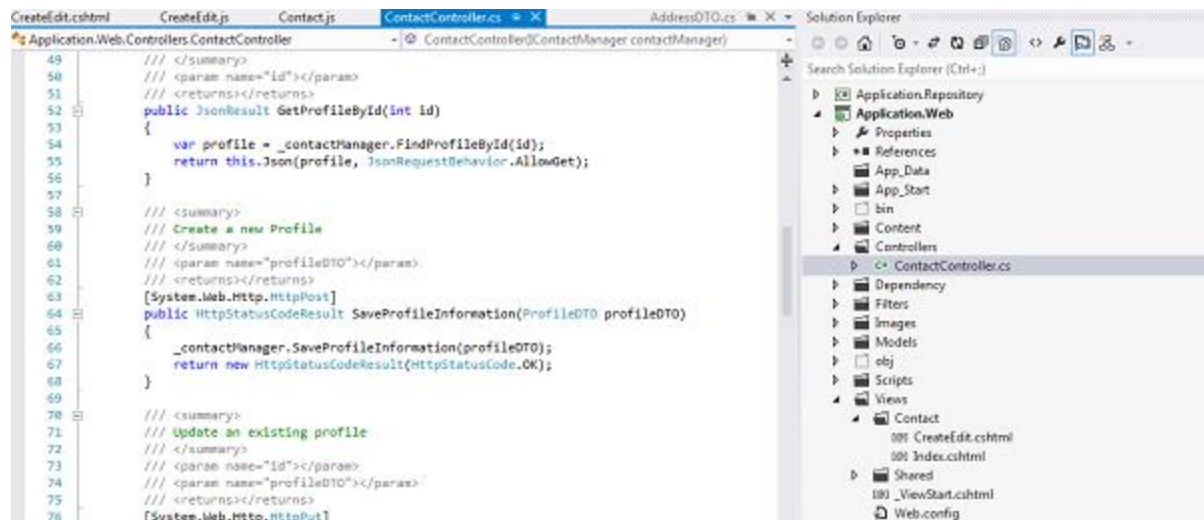 CreateEdit.cshtml CreateEdit.js Contact.js ContactController.cs AddressDTO.cs
Application.Web.Controllers.ContactController ContactController(IContactManager contactManager)
49 /// </summary>
50 /// <param name="id"></param>
51 /// <returns></returns>
52 public JsonResult GetProfileById(int id)
53 {
54 var profile = _contactManager.FindProfileById(id);
55 return this.Json(profile, JsonRequestBehavior.AllowGet);
56 }
57
58 /// <summary>
59 /// Create a new Profile
60 /// </summary>
61 /// <param name="profileDTO"></param>
62 /// <returns></returns>
63 [System.Web.Http.HttpPost]
64 public HttpStatusCodeResult SaveProfileInformation(ProfileDTO profileDTO)
65 {
66 _contactManager.SaveProfileInformation(profileDTO);
67 return new HttpStatusCodeResult(HttpStatusCode.OK);
68 }
69
70 /// <summary>
71 /// Update an existing profile
72 /// </summary>
73 /// <param name="id"></param>
74 /// <param name="profileDTO"></param>
75 /// <returns></returns>
76 [System.Web.Http.HttpPut]
Solution Explorer
Search Solution Explorer (Ctrl+;)
Application.Repository
Application.Web
Properties
References
App_Data
App_Start
bin
Content
Controllers
ContactController.cs
Dependency
Filters
Images
Models
obj
Scripts
Views
Contact
CreateEdit.cshtml
Index.cshtml
Shared
_ViewStart.cshtml
Web.config